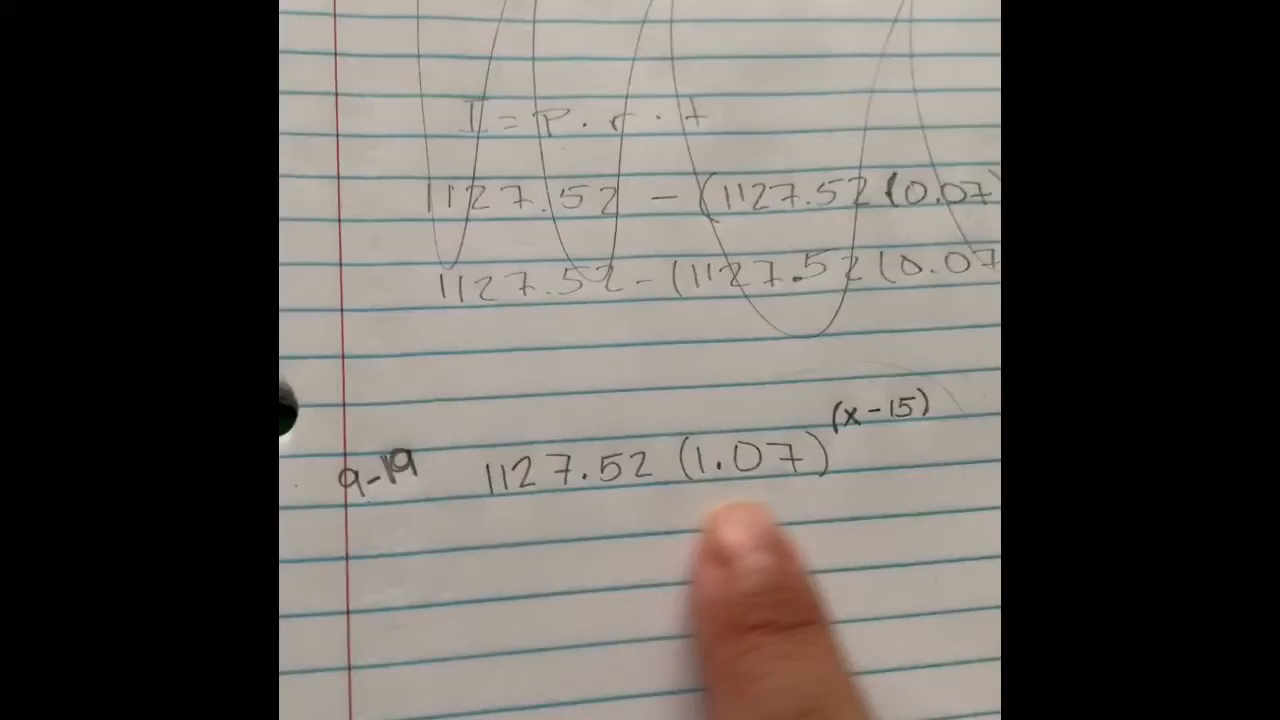 I = P · r · t
1127.52 - (1127.52 (0.07)
1127.52 - (1127.52 (0.07
9-19 1127.52 (1.07)^(x-15)